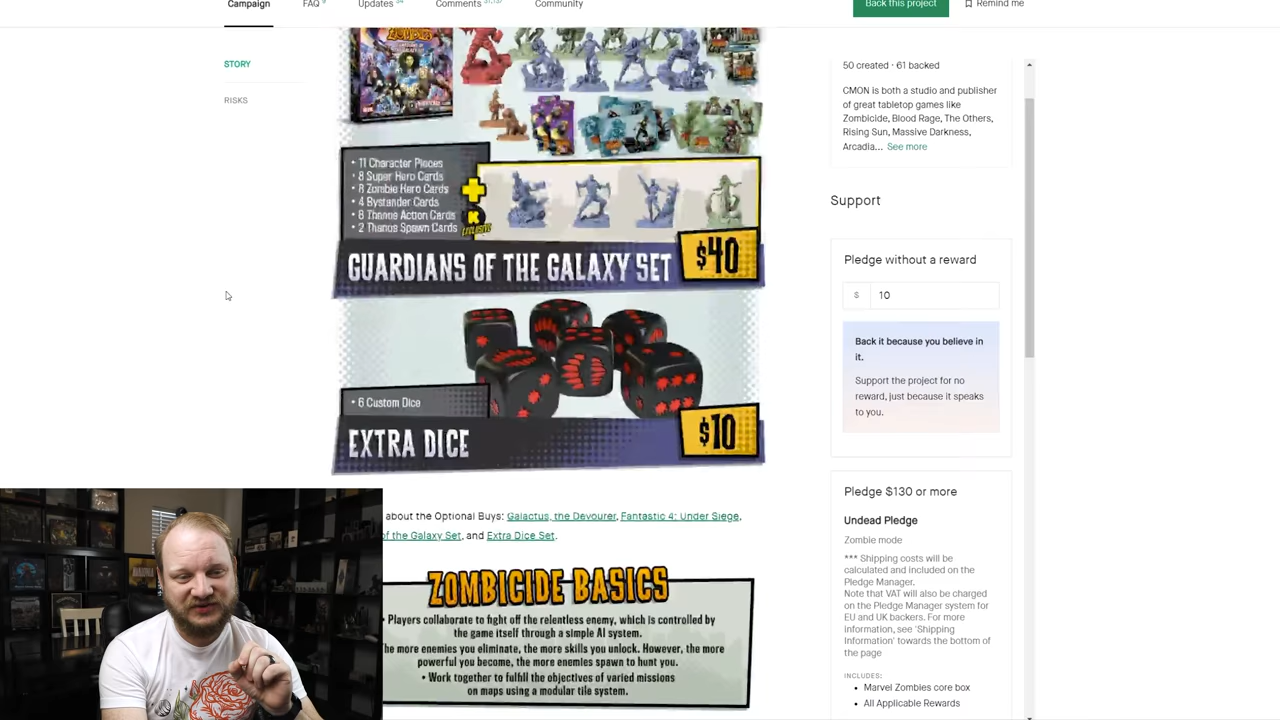 Campaign
FAQ 9
Updates 34
Comments 31,137
Community
Back this project
Remind me
STORY
RISKS
ZOMBICIDE
• 11 Character Pieces
• 8 Super Hero Cards
• 8 Zombie Hero Cards
• 4 Bystander Cards
• 6 Thanos Action Cards
• 2 Thanos Spawn Cards
EXCLUSIVE
GUARDIANS OF THE GALAXY SET
$40
• 6 Custom Dice
EXTRA DICE
$10
about the Optional Buys: Galactus, the Devourer, Fantastic 4: Under Siege,
of the Galaxy Set, and Extra Dice Set.
ZOMBICIDE BASICS
• Players collaborate to fight off the relentless enemy, which is controlled by
the game itself through a simple AI system.
he more enemies you eliminate, the more skills you unlock. However, the more
powerful you become, the more enemies spawn to hunt you.
• Work together to fulfill the objectives of varied missions
on maps using a modular tile system.
50 created · 61 backed
CMON is both a studio and publisher
of great tabletop games like
Zombicide, Blood Rage, The Others,
Rising Sun, Massive Darkness,
Arcadia... See more
Support
Pledge without a reward
$ 10
Back it because you believe in
it.
Support the project for no
reward, just because it speaks
to you.
Pledge $130 or more
Undead Pledge
Zombie mode
*** Shipping costs will be
calculated and included on the
Pledge Manager.
Note that VAT will also be charged
on the Pledge Manager system for
EU and UK backers. For more
information, see 'Shipping
Information' towards the bottom of
the page
INCLUDES:
• Marvel Zombies core box
• All Applicable Rewards